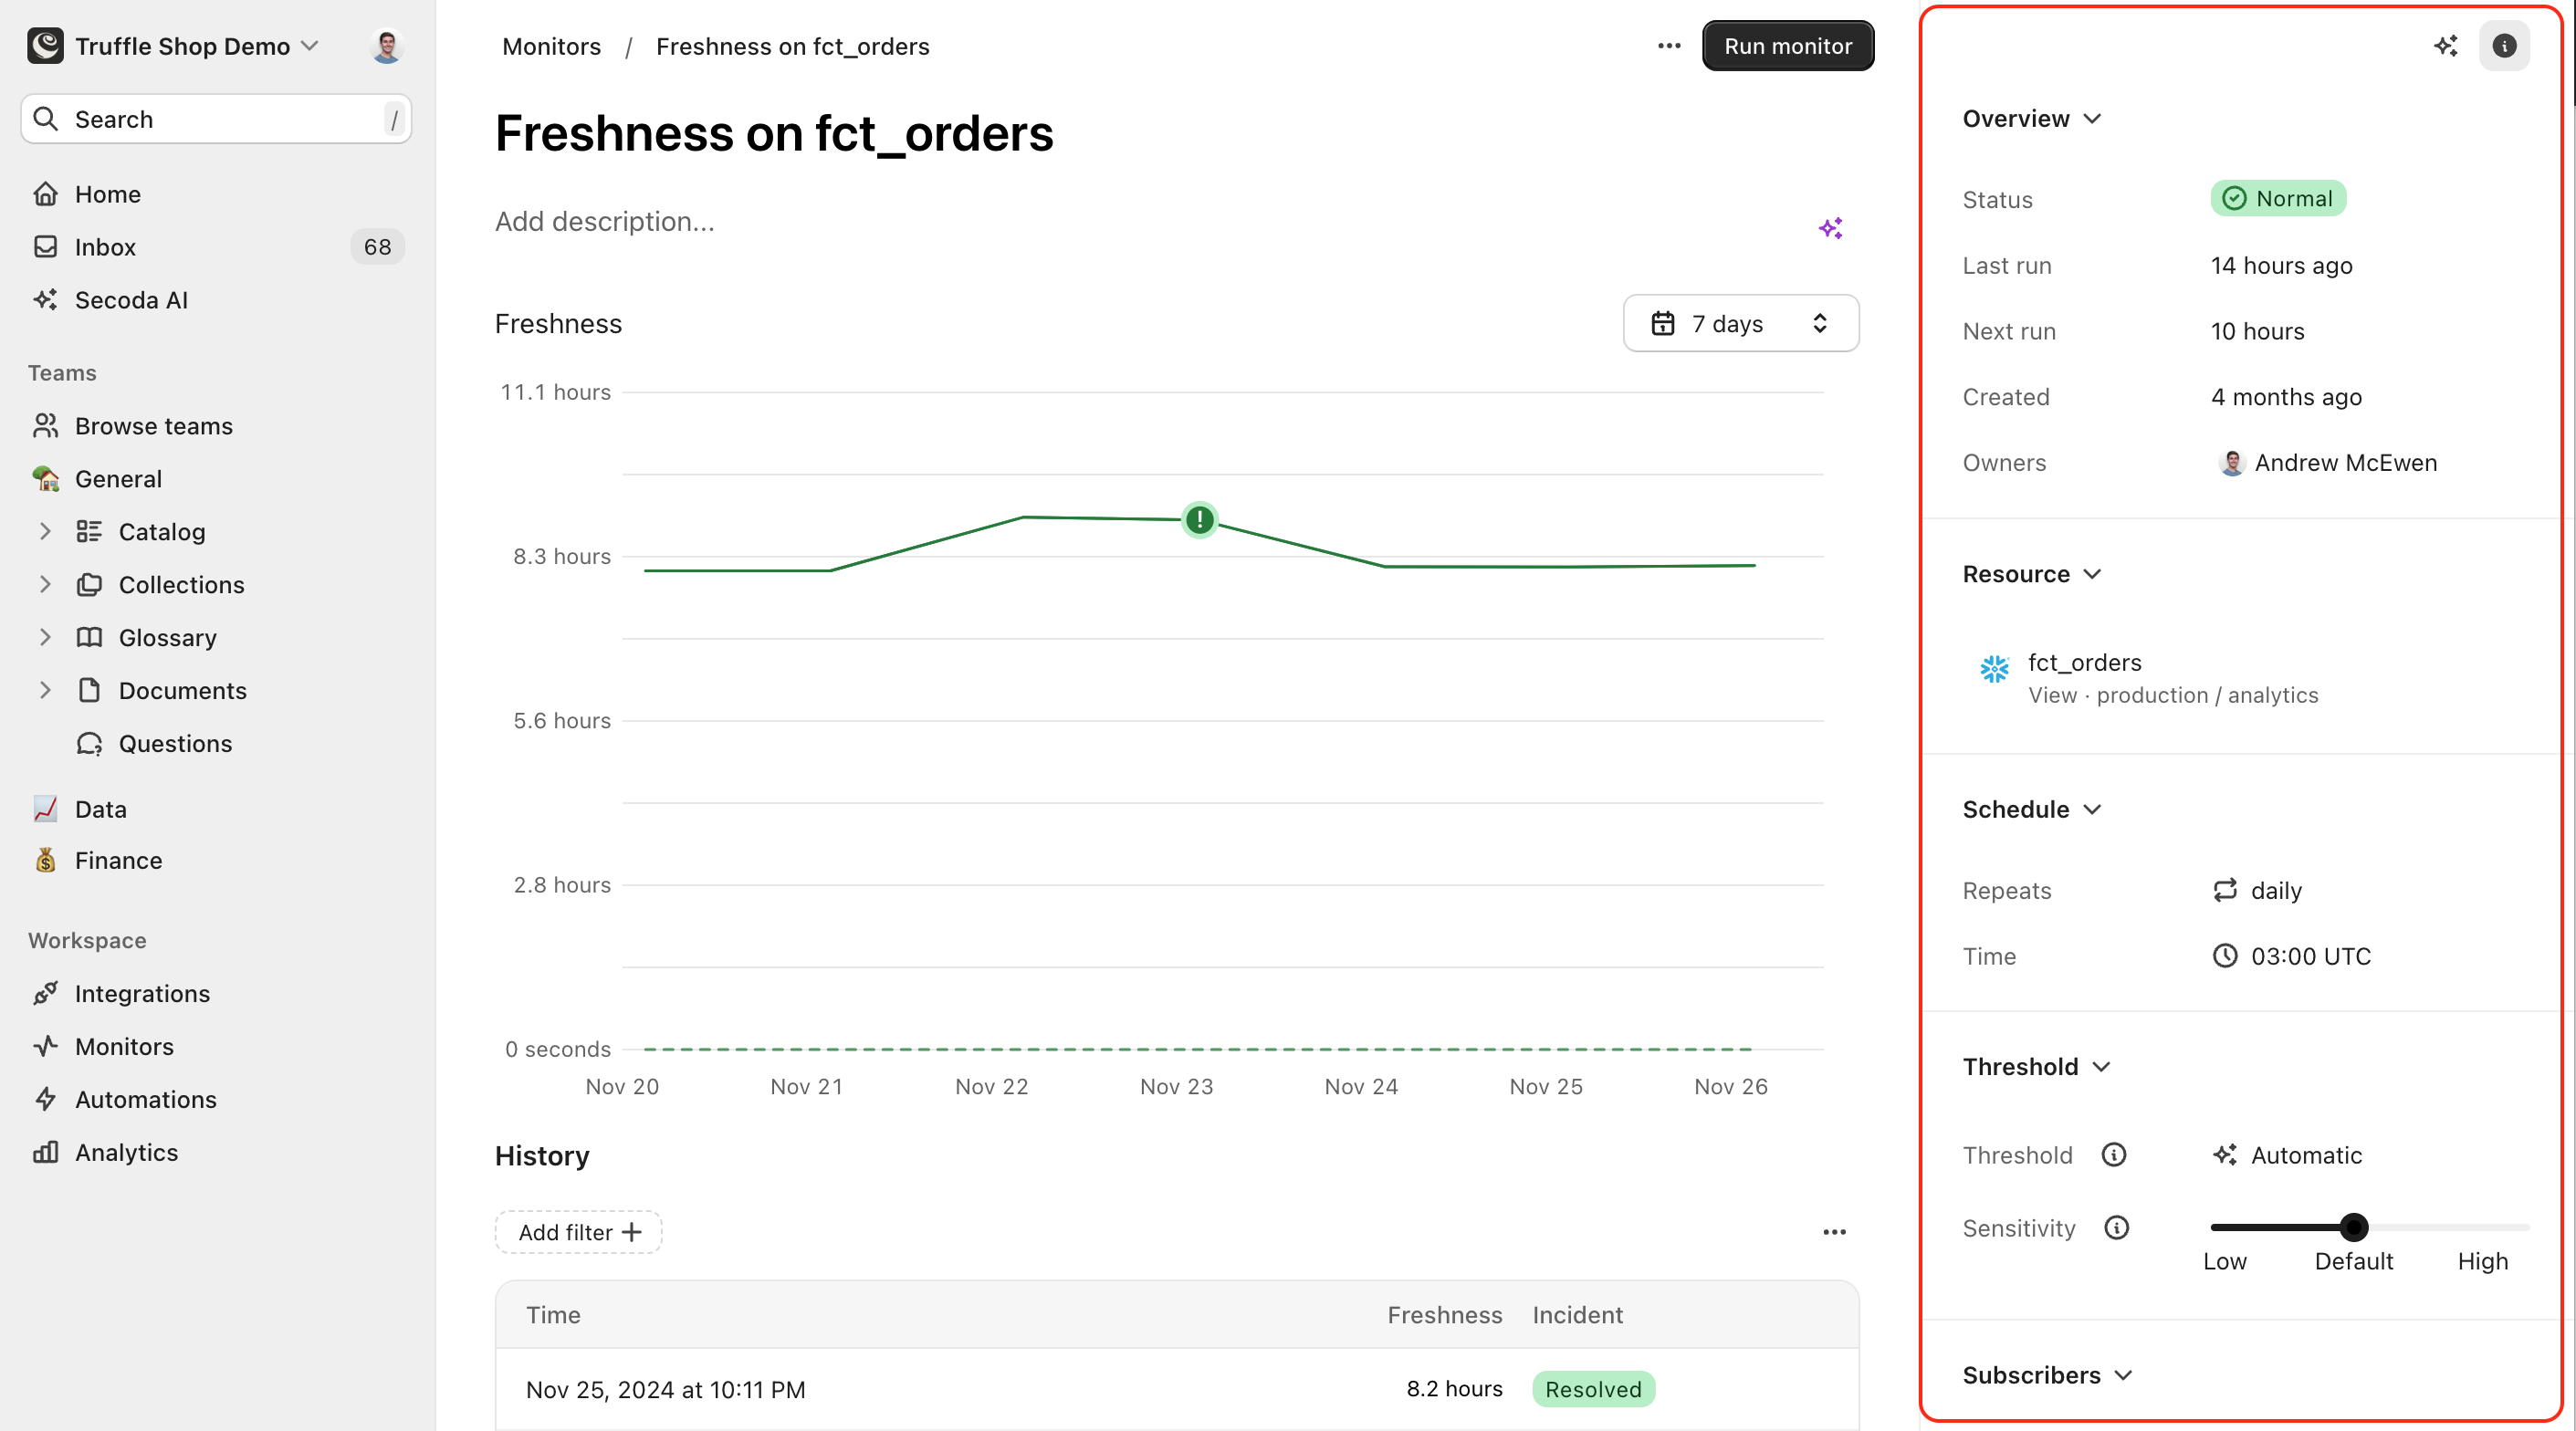 Truffle Shop Demo
Search /
Home
Inbox 68
Secoda AI
Teams
Browse teams
General
Catalog
Collections
Glossary
Documents
Questions
Data
Finance
Workspace
Integrations
Monitors
Automations
Analytics
Monitors / Freshness on fct_orders
Run monitor
Freshness on fct_orders
Add description...
Freshness
7 days
11.1 hours
8.3 hours
5.6 hours
2.8 hours
0 seconds
Nov 20 Nov 21 Nov 22 Nov 23 Nov 24 Nov 25 Nov 26
History
Add filter +
Time Freshness Incident
Nov 25, 2024 at 10:11 PM 8.2 hours Resolved
Overview
Status Normal
Last run 14 hours ago
Next run 10 hours
Created 4 months ago
Owners Andrew McEwen
Resource
fct_orders
View · production / analytics
Schedule
Repeats daily
Time 03:00 UTC
Threshold
Threshold Automatic
Sensitivity
Low Default High
Subscribers